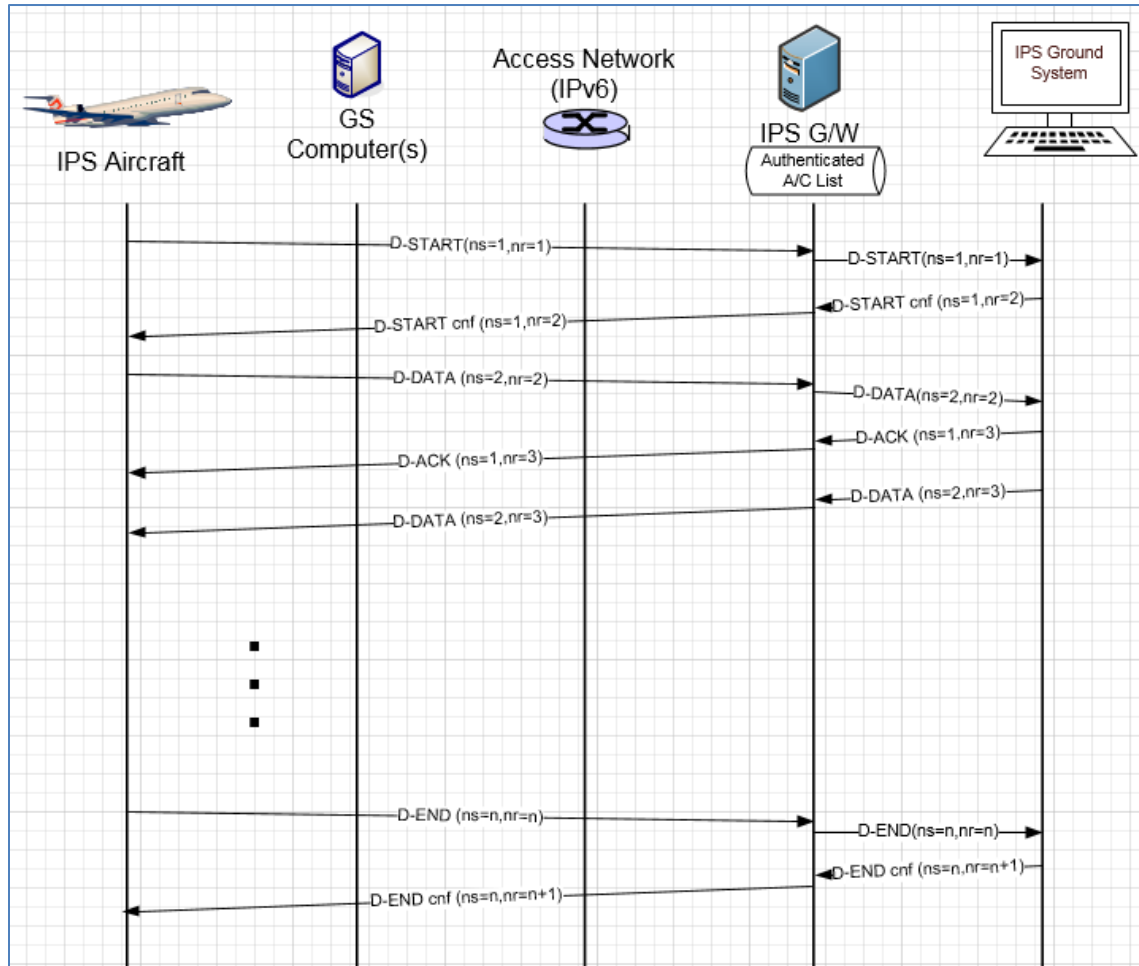 IPS Aircraft
GS
Computer(s)
Access Network
(IPv6)
IPS G/W
Authenticated
A/C List
IPS Ground
System
D-START(ns=1,nr=1)
D-START(ns=1,nr=1)
D-START cnf (ns=1,nr=2)
D-START cnf (ns=1,nr=2)
D-DATA (ns=2,nr=2)
D-DATA(ns=2,nr=2)
D-ACK (ns=1,nr=3)
D-ACK (ns=1,nr=3)
D-DATA (ns=2,nr=3)
D-DATA (ns=2,nr=3)
D-END (ns=n,nr=n)
D-END(ns=n,nr=n)
D-END cnf (ns=n,nr=n+1)
D-END cnf (ns=n,nr=n+1)